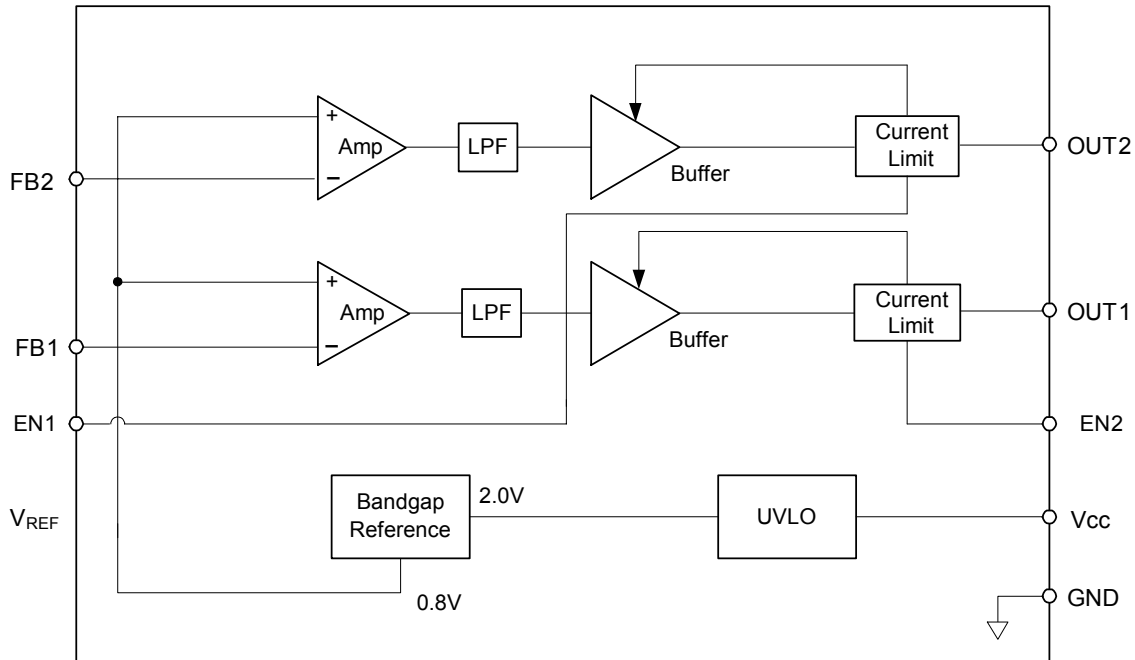 +
Amp
−
LPF
Buffer
Current
Limit
OUT2
FB2
+
Amp
−
LPF
Buffer
Current
Limit
OUT1
FB1
EN1
EN2
VREF
Bandgap
Reference
2.0V
UVLO
Vcc
0.8V
GND